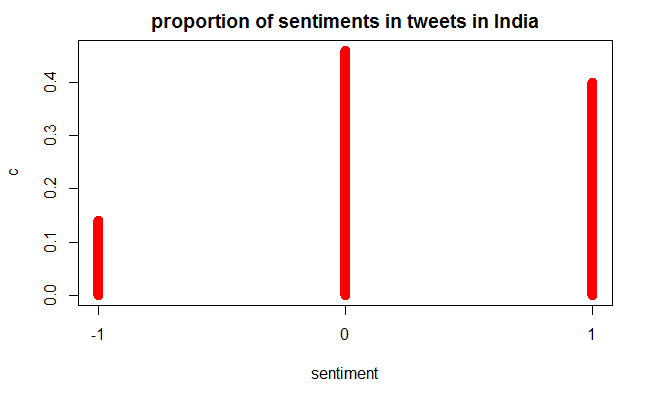 proportion of sentiments in tweets in India
c
0.4
0.3
0.2
0.1
0.0
-1 0 1
sentiment